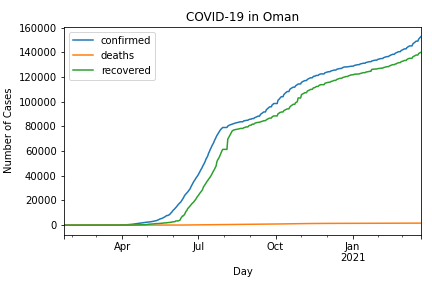 COVID-19 in Oman
confirmed
deaths
recovered
Number of Cases
160000
140000
120000
100000
80000
60000
40000
20000
0
Apr
Jul
Oct
Jan
2021
Day